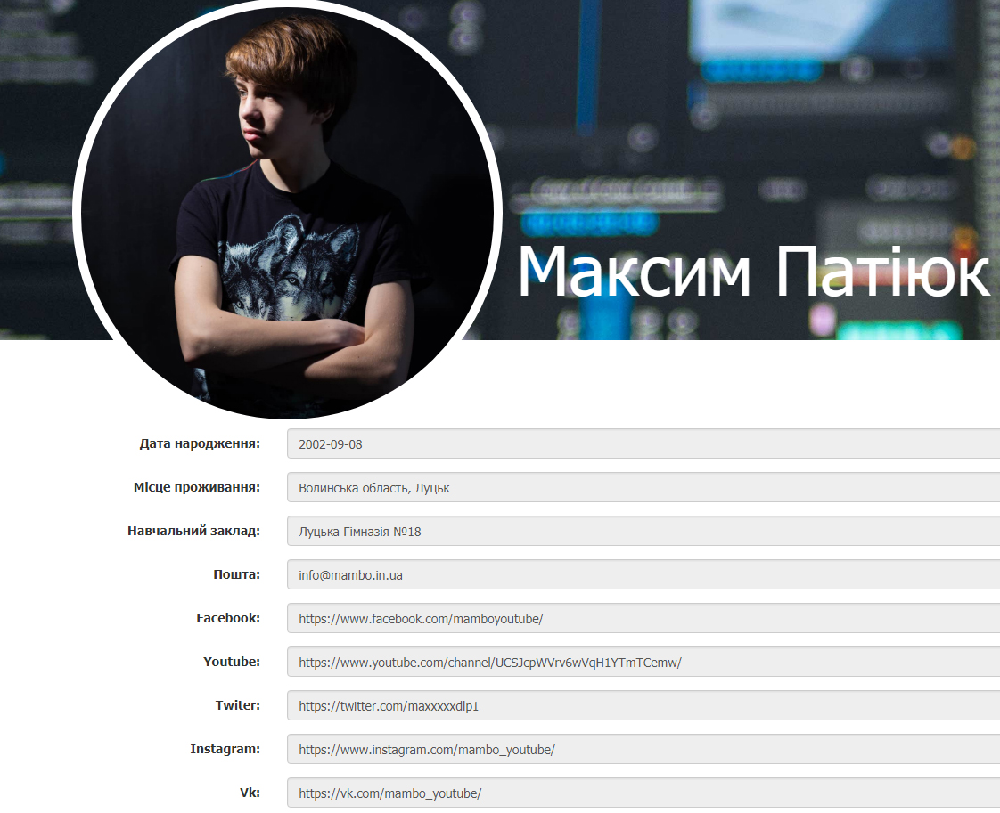 Максим Патіюк
Дата народження: 2002-09-08
Місце проживання: Волинська область, Луцьк
Навчальний заклад: Луцька Гімназія №18
Пошта: info@mambo.in.ua
Facebook: https://www.facebook.com/mamboyoutube/
Youtube: https://www.youtube.com/channel/UCSJcpWVrv6wVqH1YTmTCemw/
Twiter: https://twitter.com/maxxxxxdlp1
Instagram: https://www.instagram.com/mambo_youtube/
Vk: https://vk.com/mambo_youtube/